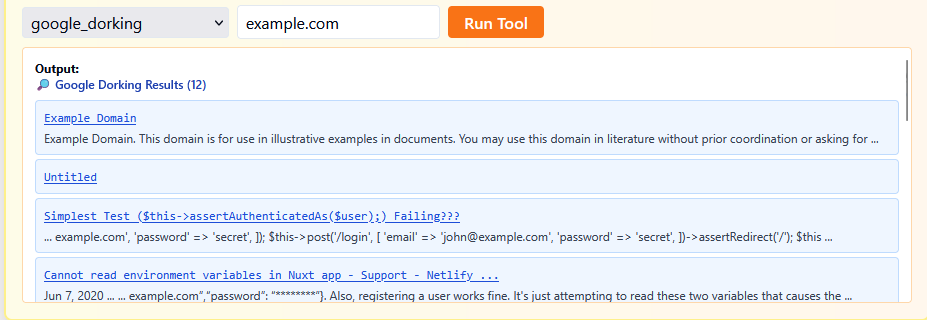 google_dorking
example.com
Run Tool
Output:
🔎 Google Dorking Results (12)
Example Domain
Example Domain. This domain is for use in illustrative examples in documents. You may use this domain in literature without prior coordination or asking for ...
Untitled
Simplest Test ($this->assertAuthenticatedAs($user);) Failing???
... example.com', 'password' => 'secret', ]); $this->post('/login', [ 'email' => 'john@example.com', 'password' => 'secret', ])->assertRedirect('/'); $this ...
Cannot read environment variables in Nuxt app - Support - Netlify ...
Jun 7, 2020 ... ... example.com”,“password”: “********”}. Also, registering a user works fine. It's just attempting to read these two variables that causes the ...